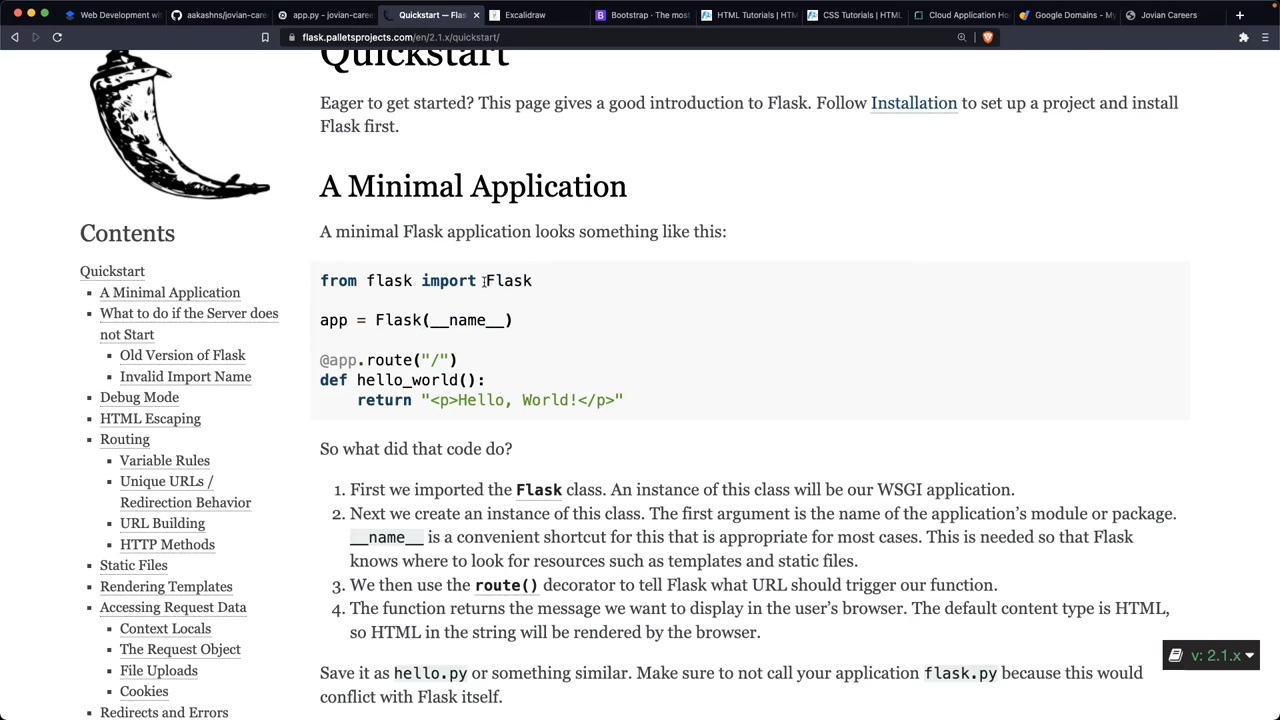 Web Development with
aakashns/jovian-care
app.py - jovian-caree
Quickstart — Flas
Excalidraw
Bootstrap · The most
HTML Tutorials | HTM
CSS Tutorials | HTML
Cloud Application Ho
Google Domains - My
Jovian Careers
flask.palletsprojects.com/en/2.1.x/quickstart/
Quickstart
Eager to get started? This page gives a good introduction to Flask. Follow Installation to set up a project and install
Flask first.
A Minimal Application
A minimal Flask application looks something like this:
from flask import Flask
app = Flask(__name__)
@app.route("/")
def hello_world():
    return "<p>Hello, World!</p>"
So what did that code do?
1. First we imported the Flask class. An instance of this class will be our WSGI application.
2. Next we create an instance of this class. The first argument is the name of the application's module or package.
__name__ is a convenient shortcut for this that is appropriate for most cases. This is needed so that Flask
knows where to look for resources such as templates and static files.
3. We then use the route() decorator to tell Flask what URL should trigger our function.
4. The function returns the message we want to display in the user's browser. The default content type is HTML,
so HTML in the string will be rendered by the browser.
Save it as hello.py or something similar. Make sure to not call your application flask.py because this would
conflict with Flask itself.
Contents
Quickstart
A Minimal Application
What to do if the Server does
not Start
Old Version of Flask
Invalid Import Name
Debug Mode
HTML Escaping
Routing
Variable Rules
Unique URLs /
Redirection Behavior
URL Building
HTTP Methods
Static Files
Rendering Templates
Accessing Request Data
Context Locals
The Request Object
File Uploads
Cookies
Redirects and Errors
v: 2.1.x